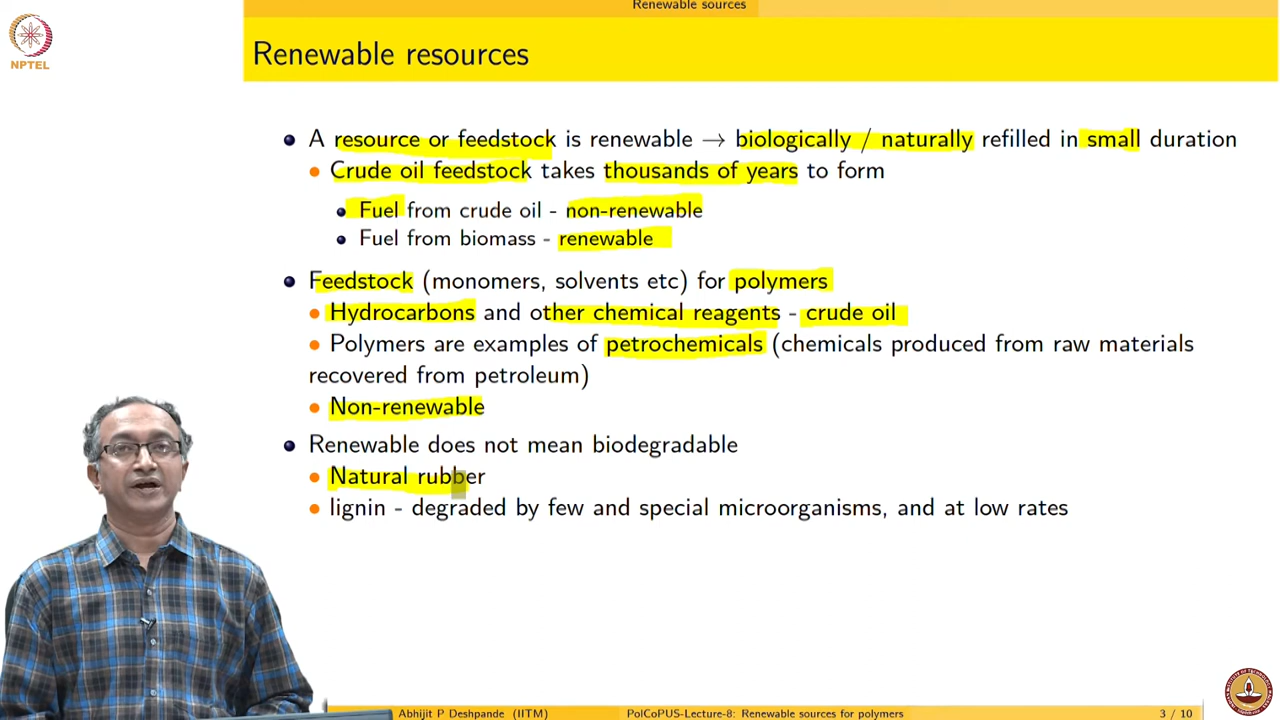 Renewable sources
NPTEL
Renewable resources
A resource or feedstock is renewable → biologically / naturally refilled in small duration
Crude oil feedstock takes thousands of years to form
Fuel from crude oil - non-renewable
Fuel from biomass - renewable
Feedstock (monomers, solvents etc) for polymers
Hydrocarbons and other chemical reagents - crude oil
Polymers are examples of petrochemicals (chemicals produced from raw materials
recovered from petroleum)
Non-renewable
Renewable does not mean biodegradable
Natural rubber
lignin - degraded by few and special microorganisms, and at low rates
Abhijit P Deshpande (IITM) PolCoPUS-Lecture-8: Renewable sources for polymers 3 / 10